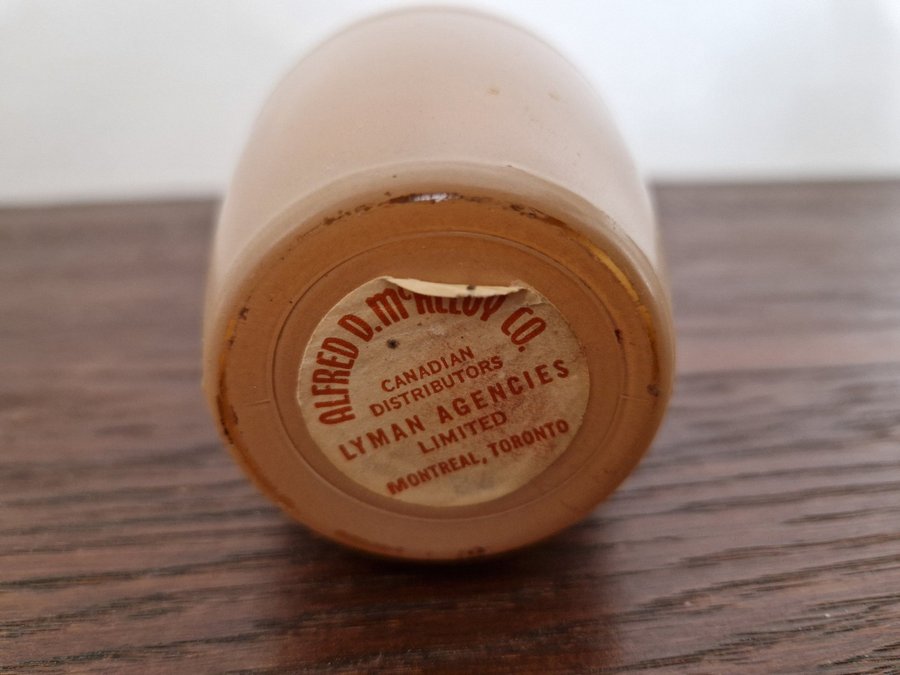 ALFRED D. McKELVY CO.
CANADIAN
DISTRIBUTORS
LYMAN AGENCIES
LIMITED
MONTREAL, TORONTO